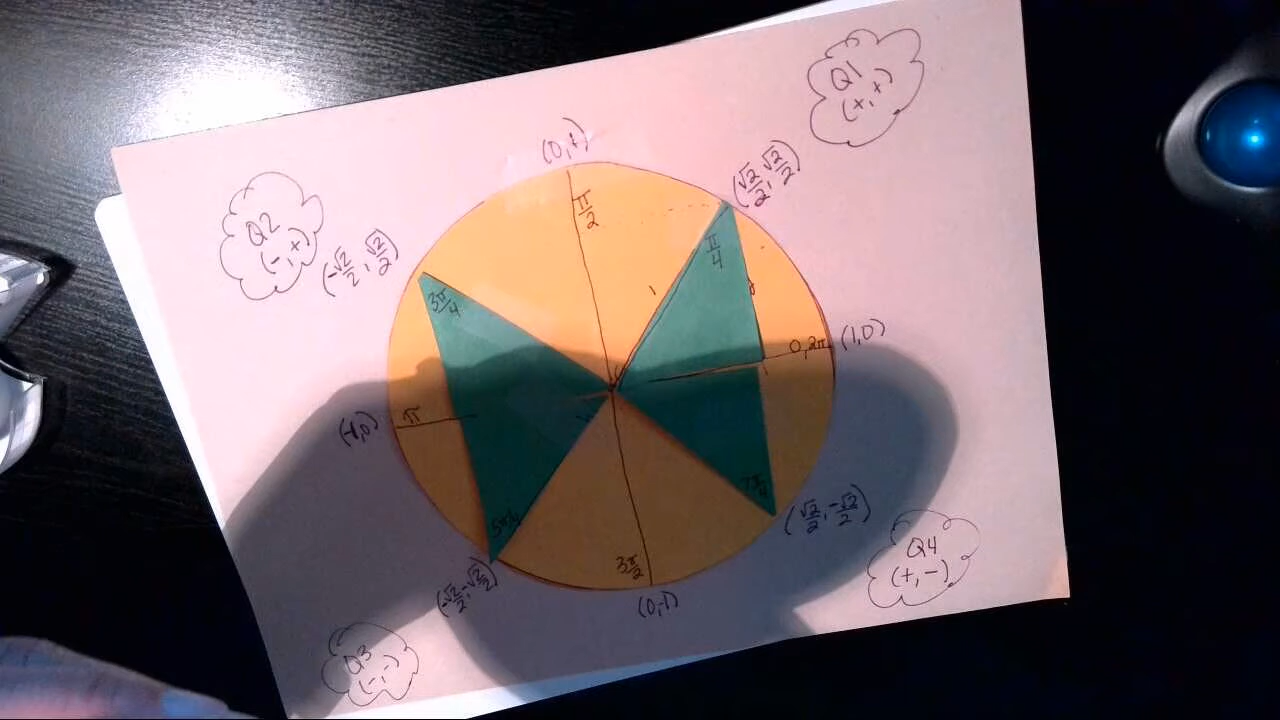 Q1
(+,+)
(0,1)
(√2/2, √2/2)
π/2
Q2
(-,+)
(-√2/2, √2/2)
π/4
3π/4
1
0,2π
(1,0)
π
(-1,0)
7π/4
5π/4
(√2/2, -√2/2)
Q4
(+,-)
3π/2
(-√2/2, -√2/2)
(0,-1)
Q3
(-,-)